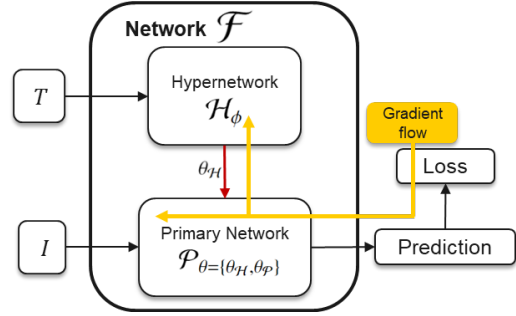 Network ℱ
T
Hypernetwork
ℋ_ϕ
Gradient
flow
θ_ℋ
Loss
I
Primary Network
𝒫_θ={θ_ℋ,θ_𝒫}
Prediction